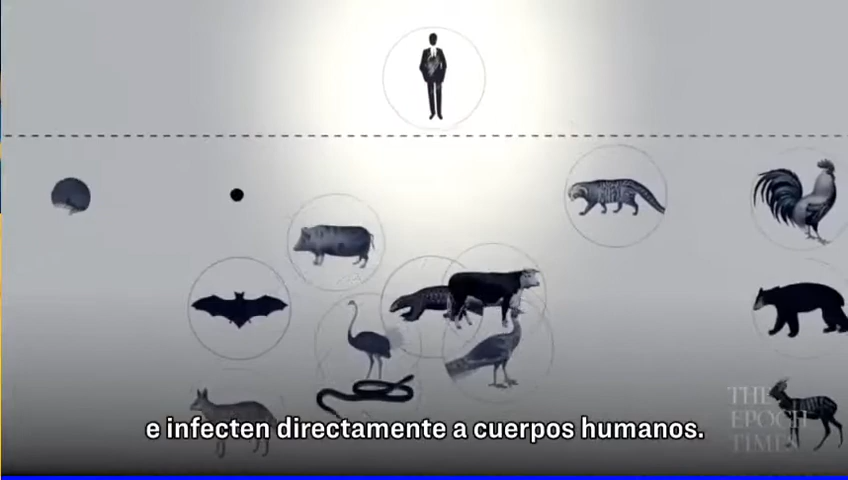 e infecten directamente a cuerpos humanos.
THE
EPOCH
TIMES